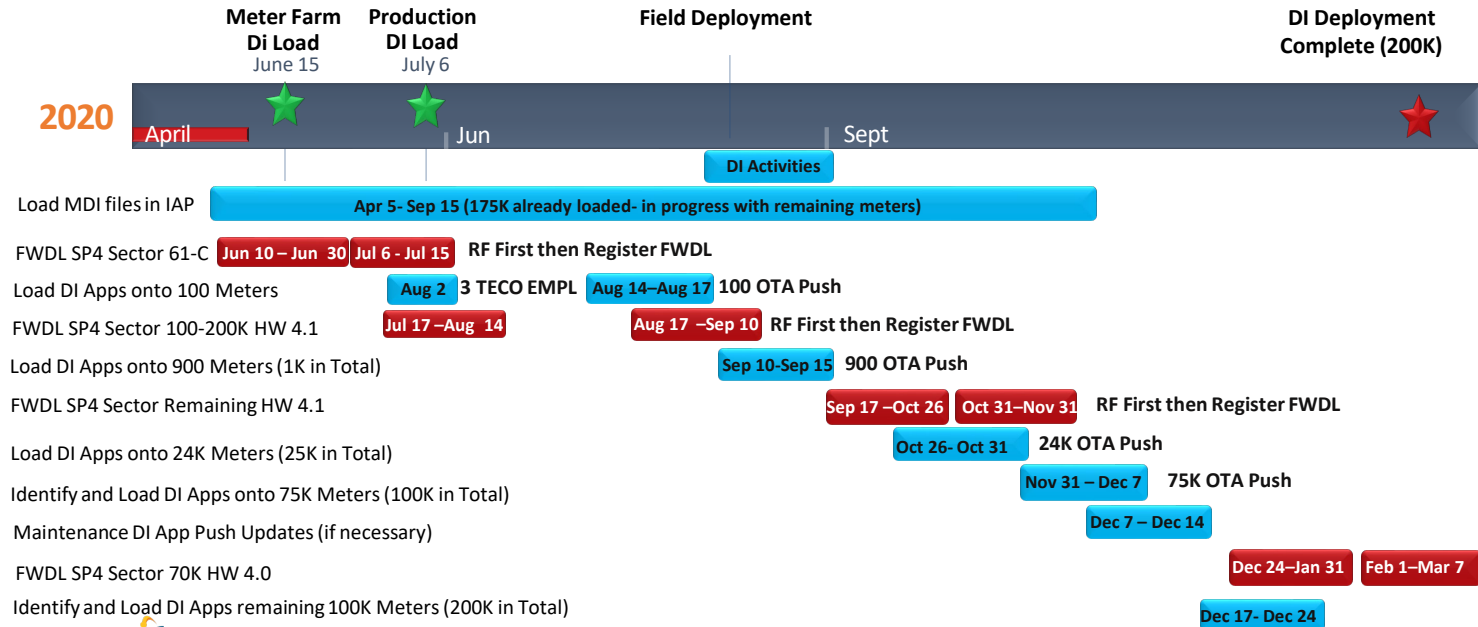 Meter Farm
Di Load
June 15
Production
DI Load
July 6
Field Deployment
DI Deployment
Complete (200K)
2020
April
Jun
Sept
DI Activities
Load MDI files in IAP
Apr 5- Sep 15 (175K already loaded- in progress with remaining meters)
FWDL SP4 Sector 61-C
Jun 10 – Jun 30
Jul 6 - Jul 15
RF First then Register FWDL
Load DI Apps onto 100 Meters
Aug 2
3 TECO EMPL
Aug 14–Aug 17
100 OTA Push
FWDL SP4 Sector 100-200K HW 4.1
Jul 17 –Aug 14
Aug 17 –Sep 10
RF First then Register FWDL
Load DI Apps onto 900 Meters (1K in Total)
Sep 10-Sep 15
900 OTA Push
FWDL SP4 Sector Remaining HW 4.1
Sep 17 –Oct 26
Oct 31–Nov 31
RF First then Register FWDL
Load DI Apps onto 24K Meters (25K in Total)
Oct 26- Oct 31
24K OTA Push
Identify and Load DI Apps onto 75K Meters (100K in Total)
Nov 31 – Dec 7
75K OTA Push
Maintenance DI App Push Updates (if necessary)
Dec 7 – Dec 14
FWDL SP4 Sector 70K HW 4.0
Dec 24–Jan 31
Feb 1–Mar 7
Identify and Load DI Apps remaining 100K Meters (200K in Total)
Dec 17- Dec 24